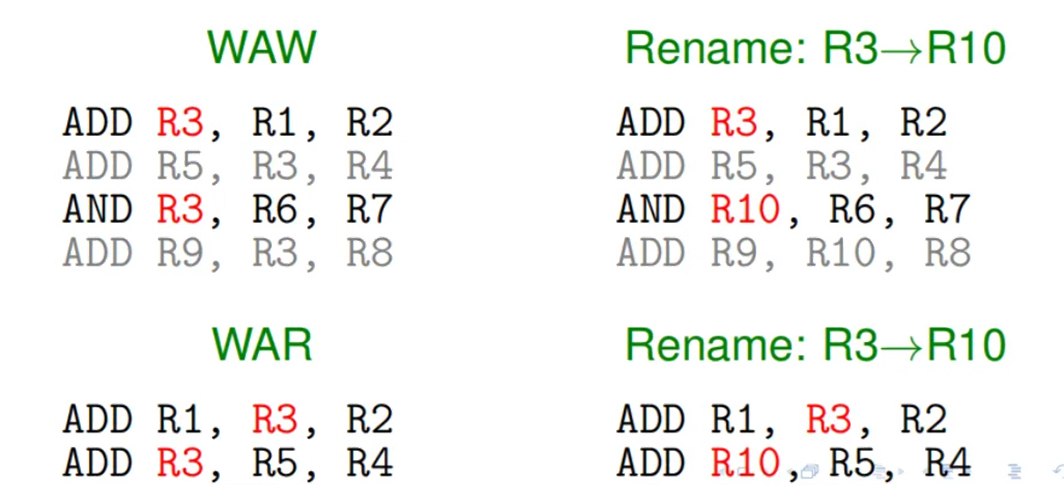 WAW
ADD R3, R1, R2
ADD R5, R3, R4
AND R3, R6, R7
ADD R9, R3, R8
Rename: R3→R10
ADD R3, R1, R2
ADD R5, R3, R4
AND R10, R6, R7
ADD R9, R10, R8
WAR
ADD R1, R3, R2
ADD R3, R5, R4
Rename: R3→R10
ADD R1, R3, R2
ADD R10, R5, R4